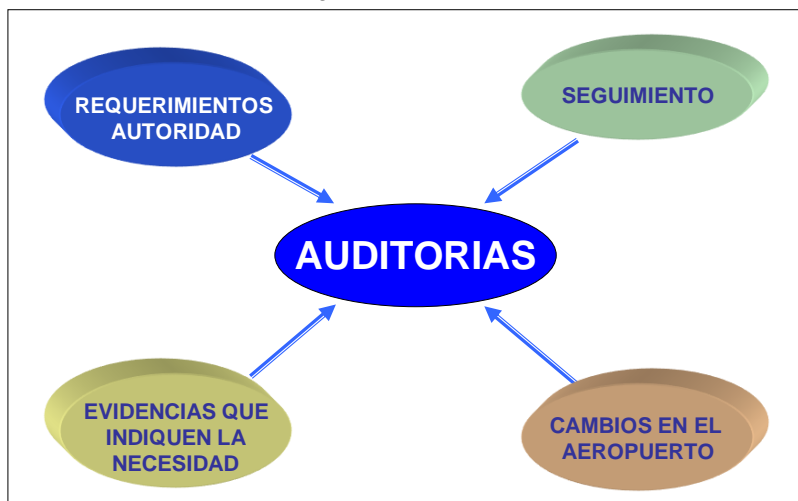 REQUERIMIENTOS
AUTORIDAD
SEGUIMIENTO
AUDITORIAS
EVIDENCIAS QUE
INDIQUEN LA
NECESIDAD
CAMBIOS EN EL
AEROPUERTO